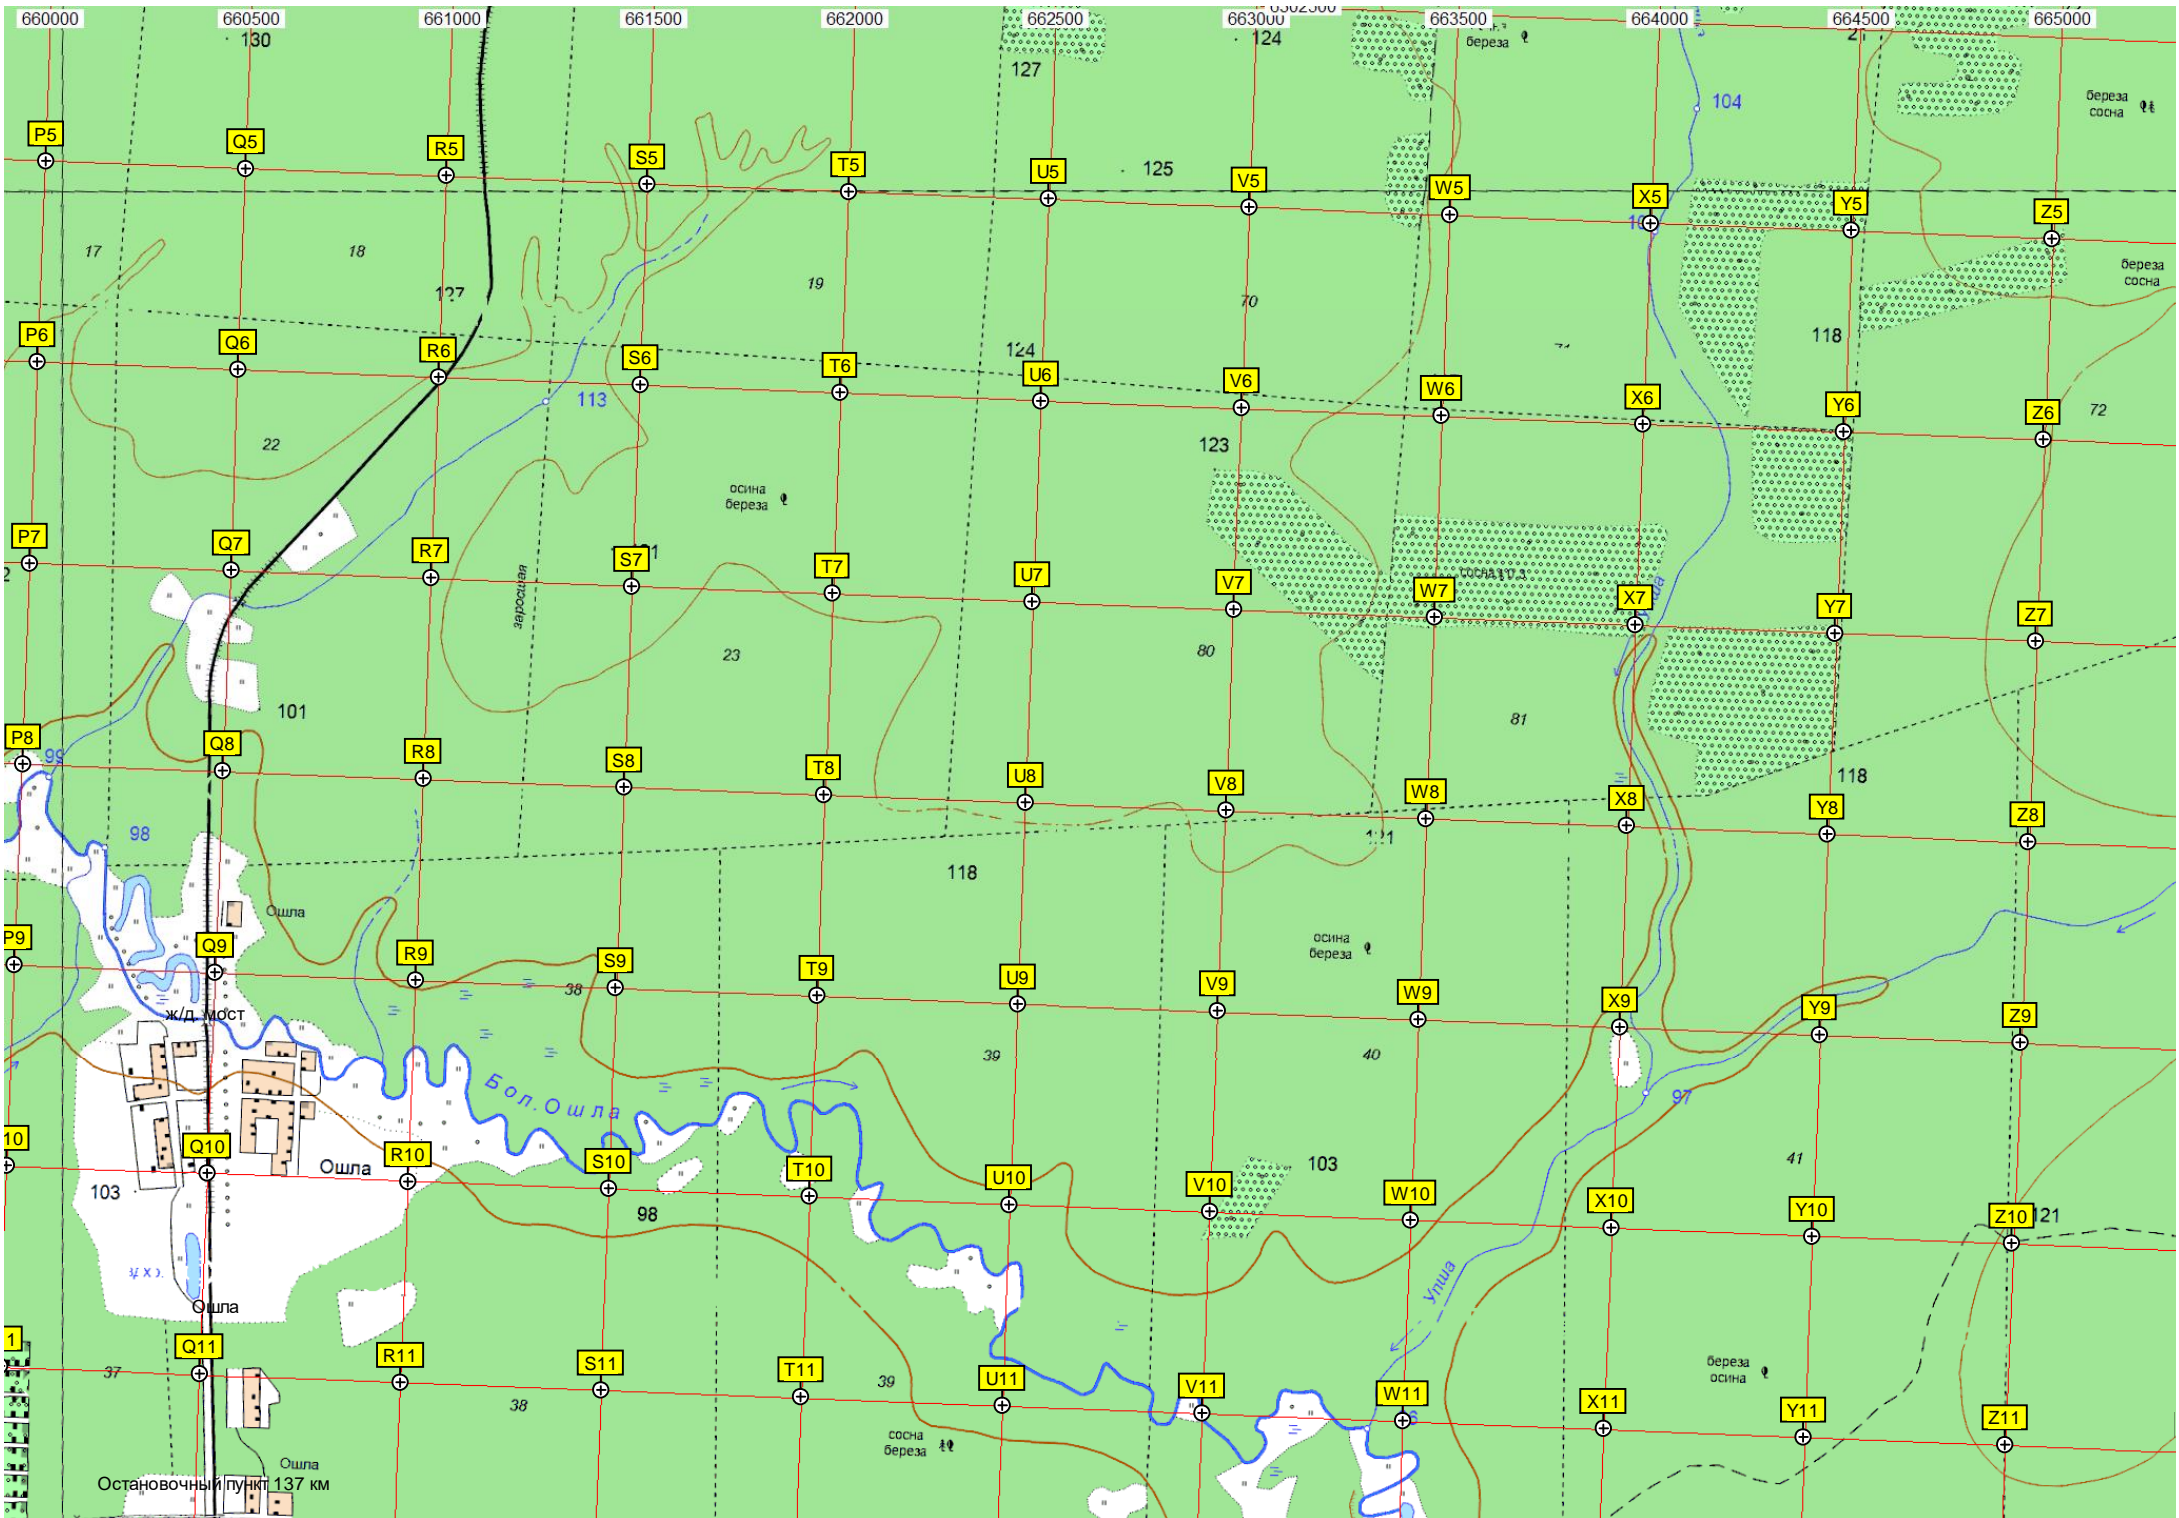 660000 660500 661000 661500 662000 662500 663000 663500 664000 664500 665000
130 127 124 береза
104 береза сосна
P5 Q5 R5 S5 T5 U5 125 V5 W5 X5 Y5 Z5
17 18 127 19 70 береза сосна
118
P6 Q6 R6 S6 T6 124 U6 V6 W6 X6 Y6 Z6
113 72
22 123
осина береза
P7 Q7 R7 S7 T7 U7 V7 W7 X7 Y7 Z7
заросшая
23 80
101 81
P8 99 Q8 R8 S8 T8 U8 V8 W8 X8 118 Y8 Z8
98
118
Ошла
осина береза
P9 Q9 R9 S9 T9 U9 V9 W9 X9 Y9 Z9
38
ж/д мост
39 40
Бол. Ошла
97
10 Q10 Ошла R10 S10 T10 U10 V10 103 W10 X10 41 Y10 Z10 121
103 98
Упша
Ошла
1 Q11 R11 S11 T11 U11 V11 W11 X11 Y11 Z11
37 38 39
береза осина
сосна береза
Ошла
Остановочный пункт 137 км